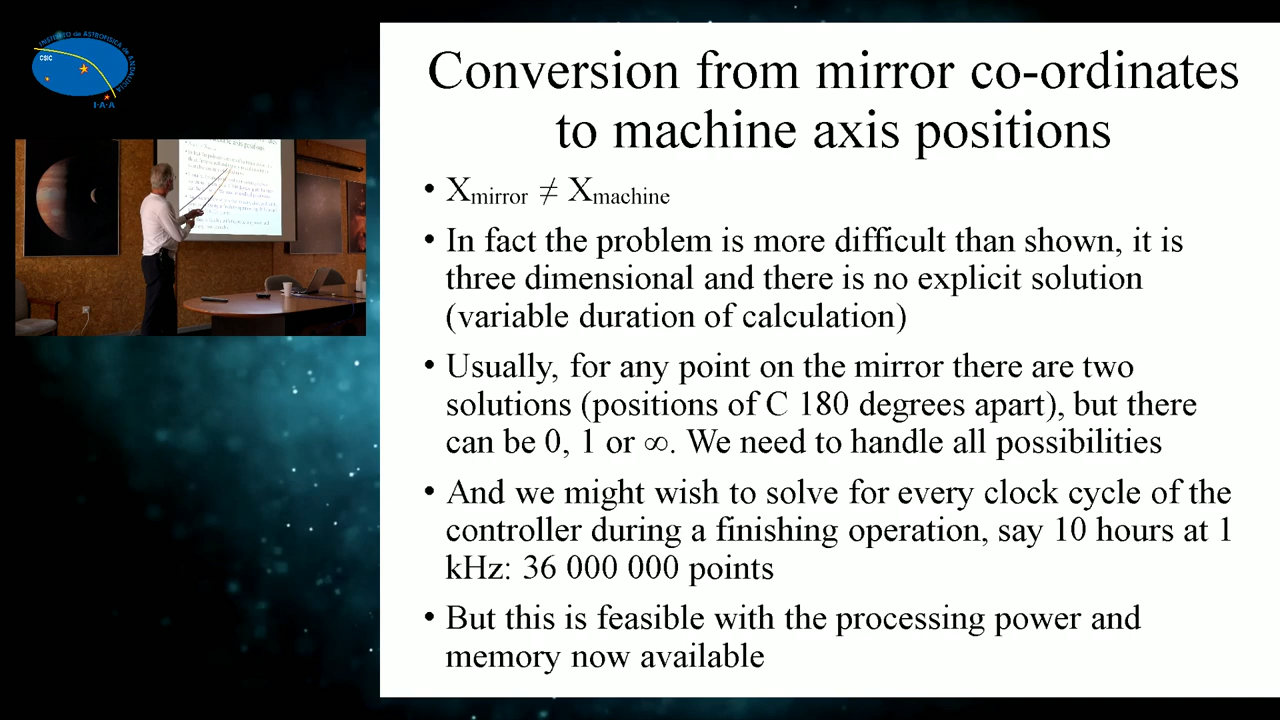 INSTITUTO de ASTROFISICA de ANDALUCIA
CSIC
I·A·A
Conversion from mirror co-ordinates
to machine axis positions
• Xmirror ≠ Xmachine
• In fact the problem is more difficult than shown, it is
three dimensional and there is no explicit solution
(variable duration of calculation)
• Usually, for any point on the mirror there are two
solutions (positions of C 180 degrees apart), but there
can be 0, 1 or ∞. We need to handle all possibilities
• And we might wish to solve for every clock cycle of the
controller during a finishing operation, say 10 hours at 1
kHz: 36 000 000 points
• But this is feasible with the processing power and
memory now available